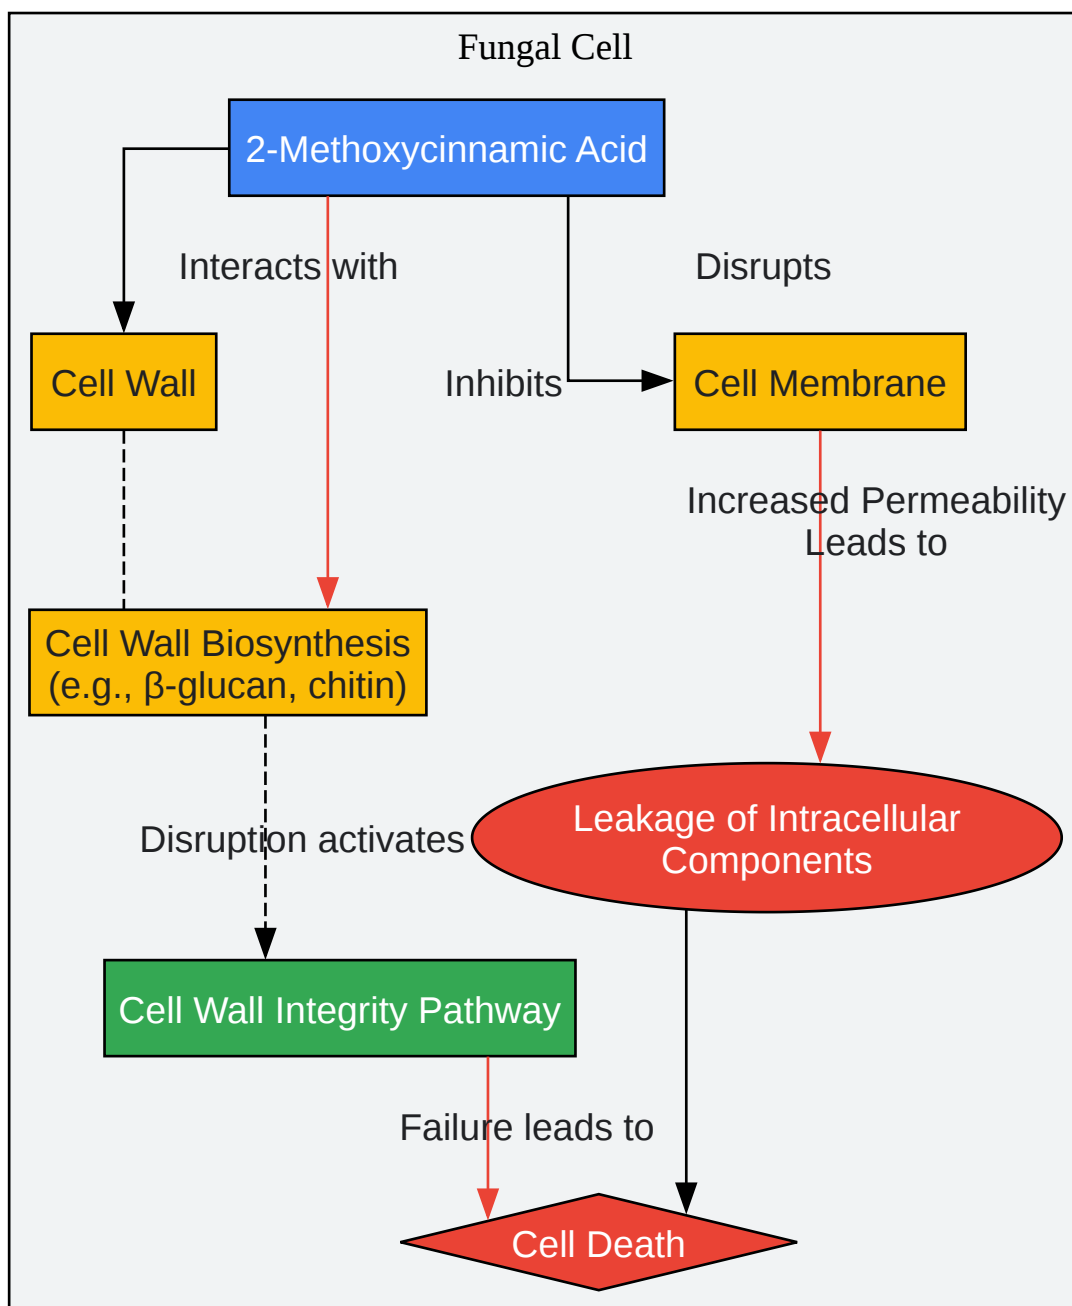 Fungal Cell
2-Methoxycinnamic Acid
Interacts with
Disrupts
Cell Wall
Inhibits
Cell Membrane
Increased Permeability
Leads to
Cell Wall Biosynthesis
(e.g., β-glucan, chitin)
Leakage of Intracellular
Components
Disruption activates
Cell Wall Integrity Pathway
Failure leads to
Cell Death